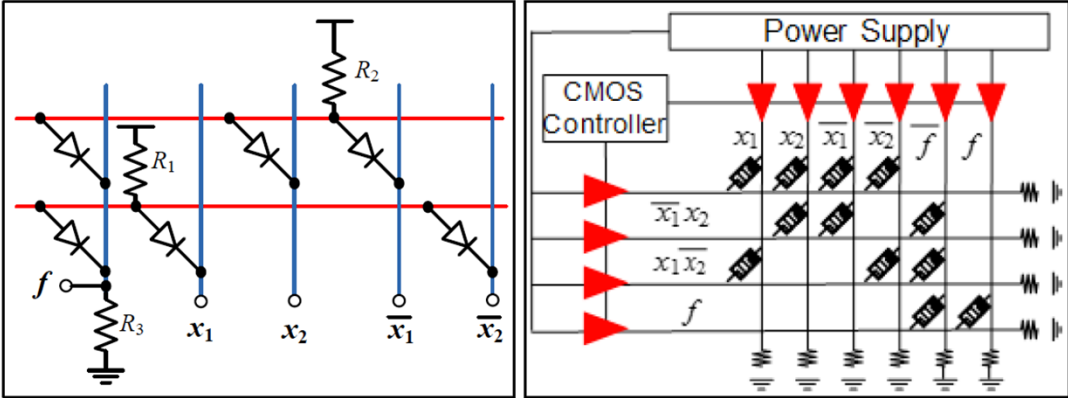 R₂
R₁
f
R₃
x₁ x₂ x̅₁ x̅₂
Power Supply
CMOS
Controller
x₁ x₂ x̅₁ x̅₂ f̅ f
x̅₁x₂
x₁x̅₂
f